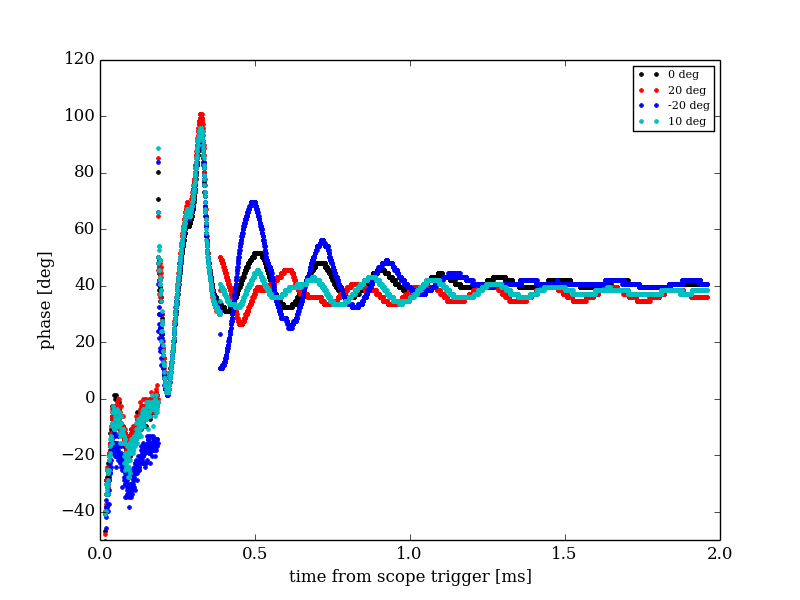 120
100
80
60
40
20
0
−20
−40
0.0
0.5
1.0
1.5
2.0
phase [deg]
time from scope trigger [ms]
0 deg
20 deg
-20 deg
10 deg